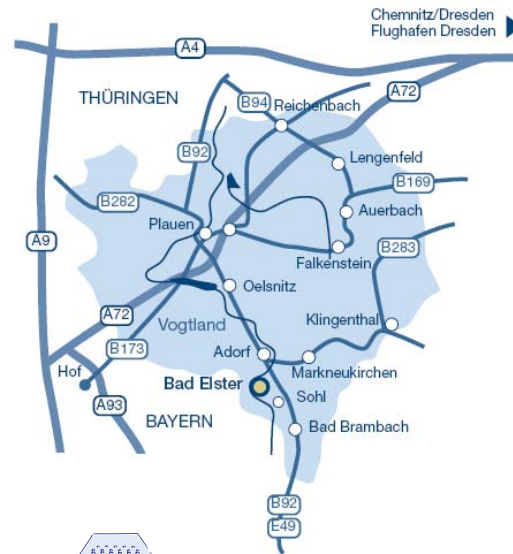 Chemnitz/Dresden
Flughafen Dresden
A4
A72
THÜRINGEN
B94
Reichenbach
B92
Lengenfeld
B169
B282
Auerbach
Plauen
A9
B283
Falkenstein
Oelsnitz
A72
Vogtland
Klingenthal
B173
Adorf
Hof
Markneukirchen
Bad Elster
A93
Sohl
BAYERN
Bad Brambach
B92
E49